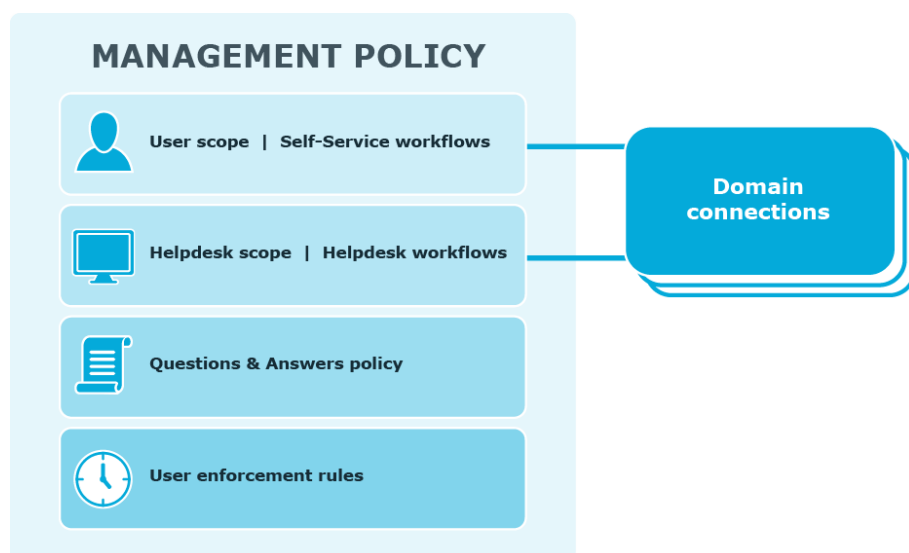 MANAGEMENT POLICY
User scope | Self-Service workflows
Helpdesk scope | Helpdesk workflows
Questions & Answers policy
User enforcement rules
Domain
connections